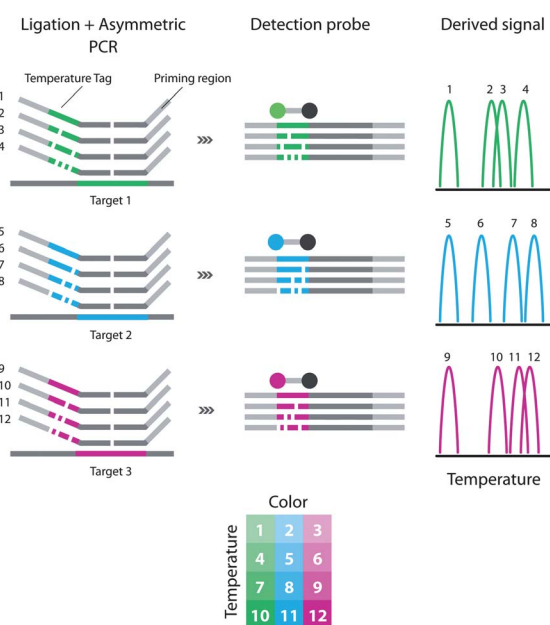 Ligation + Asymmetric
PCR
Detection probe
Derived signal
Temperature Tag
Priming region
1
2
3
4
Target 1
1 2 3 4
5
6
7
8
Target 2
5 6 7 8
9
10
11
12
Target 3
9 10 11 12
Temperature
Color
Temperature
1 2 3
4 5 6
7 8 9
10 11 12